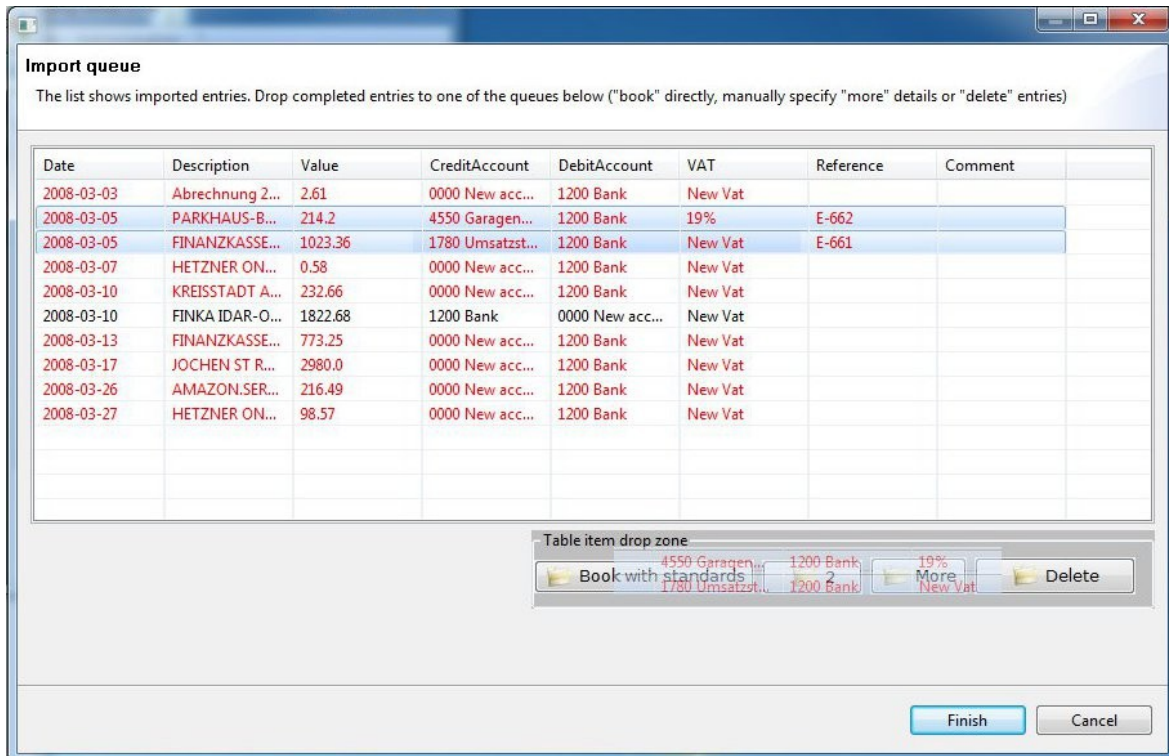 Import queue
The list shows imported entries. Drop completed entries to one of the queues below ("book" directly, manually specify "more" details or "delete" entries)
Date Description Value CreditAccount DebitAccount VAT Reference Comment
2008-03-03 Abrechnung 2... 2.61 0000 New acc... 1200 Bank New Vat
2008-03-05 PARKHAUS-B... 214.2 4550 Garagen... 1200 Bank 19% E-662
2008-03-05 FINANZKASSE... 1023.36 1780 Umsatzst... 1200 Bank New Vat E-661
2008-03-07 HETZNER ON... 0.58 0000 New acc... 1200 Bank New Vat
2008-03-10 KREISSTADT A... 232.66 0000 New acc... 1200 Bank New Vat
2008-03-10 FINKA IDAR-O... 1822.68 1200 Bank 0000 New acc... New Vat
2008-03-13 FINANZKASSE... 773.25 0000 New acc... 1200 Bank New Vat
2008-03-17 JOCHEN ST R... 2980.0 0000 New acc... 1200 Bank New Vat
2008-03-26 AMAZON.SER... 216.49 0000 New acc... 1200 Bank New Vat
2008-03-27 HETZNER ON... 98.57 0000 New acc... 1200 Bank New Vat
Table item drop zone
4550 Garagen... 1200 Bank 19%
Book with standards 2 More Delete
1780 Umsatzst... 1200 Bank New Vat
Finish Cancel